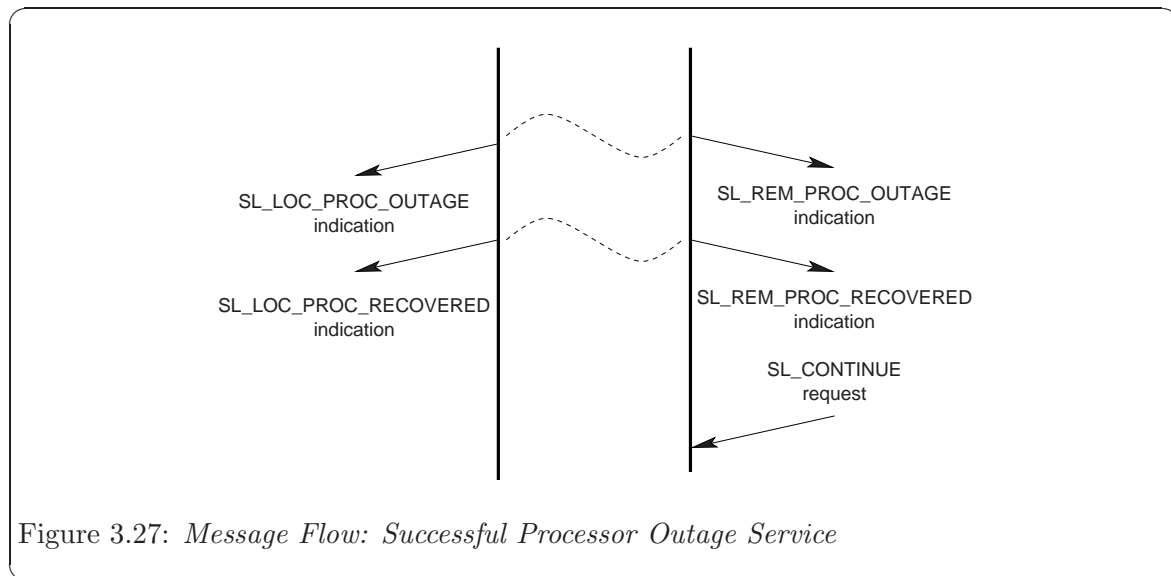 SL_LOC_PROC_OUTAGE
indication
SL_REM_PROC_OUTAGE
indication
SL_LOC_PROC_RECOVERED
indication
SL_REM_PROC_RECOVERED
indication
SL_CONTINUE
request
Figure 3.27: Message Flow: Successful Processor Outage Service